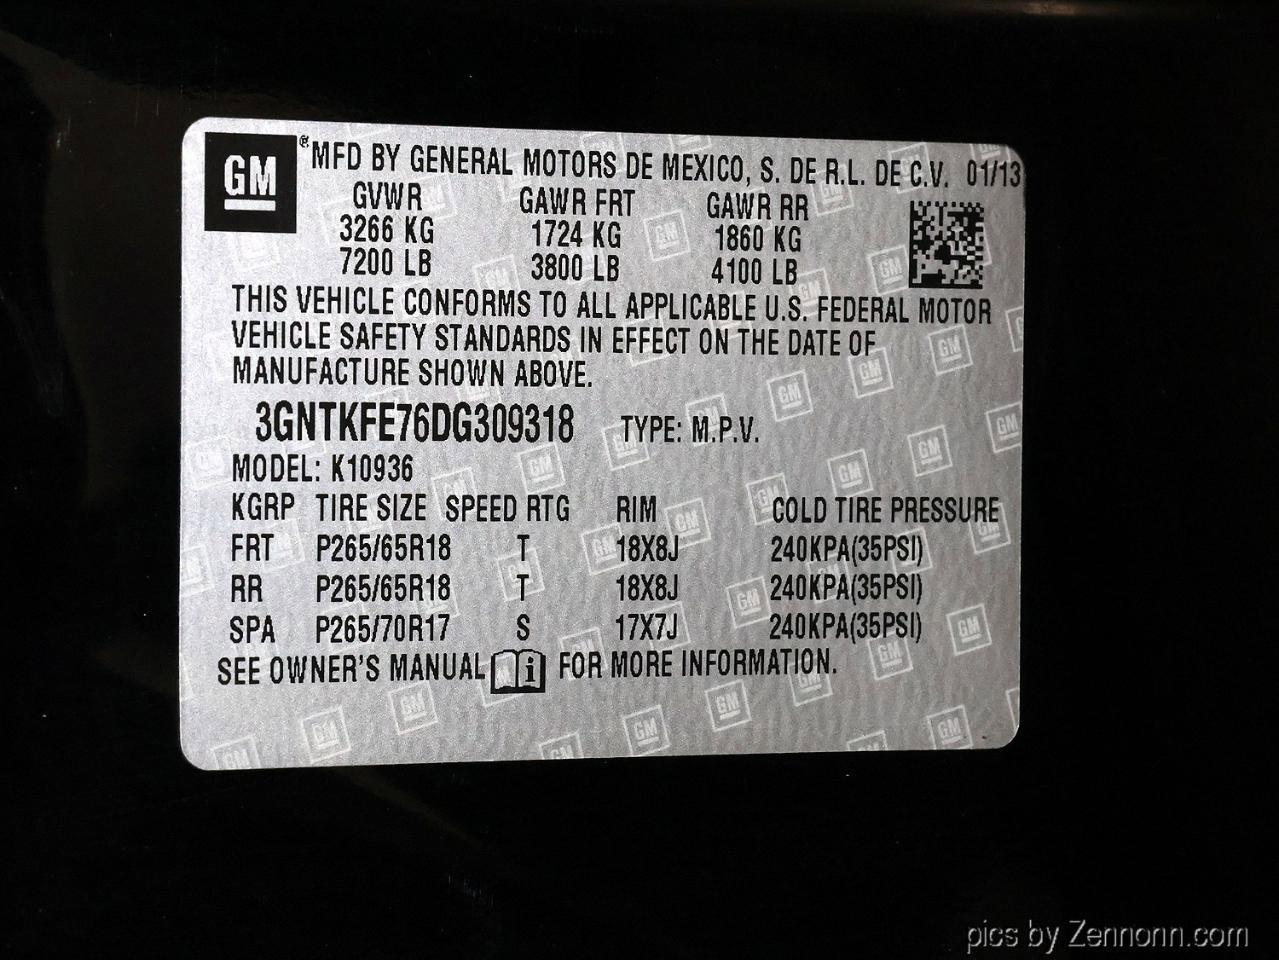 GM ® MFD BY GENERAL MOTORS DE MEXICO, S. DE R.L. DE C.V. 01/13
GVWR GAWR FRT GAWR RR
3266 KG 1724 KG 1860 KG
7200 LB 3800 LB 4100 LB
THIS VEHICLE CONFORMS TO ALL APPLICABLE U.S. FEDERAL MOTOR
VEHICLE SAFETY STANDARDS IN EFFECT ON THE DATE OF
MANUFACTURE SHOWN ABOVE.
3GNTKFE76DG309318 TYPE: M.P.V.
MODEL: K10936
KGRP TIRE SIZE SPEED RTG RIM COLD TIRE PRESSURE
FRT P265/65R18 T 18X8J 240KPA(35PSI)
RR P265/65R18 T 18X8J 240KPA(35PSI)
SPA P265/70R17 S 17X7J 240KPA(35PSI)
SEE OWNER'S MANUAL i FOR MORE INFORMATION.
pics by Zennonn.com